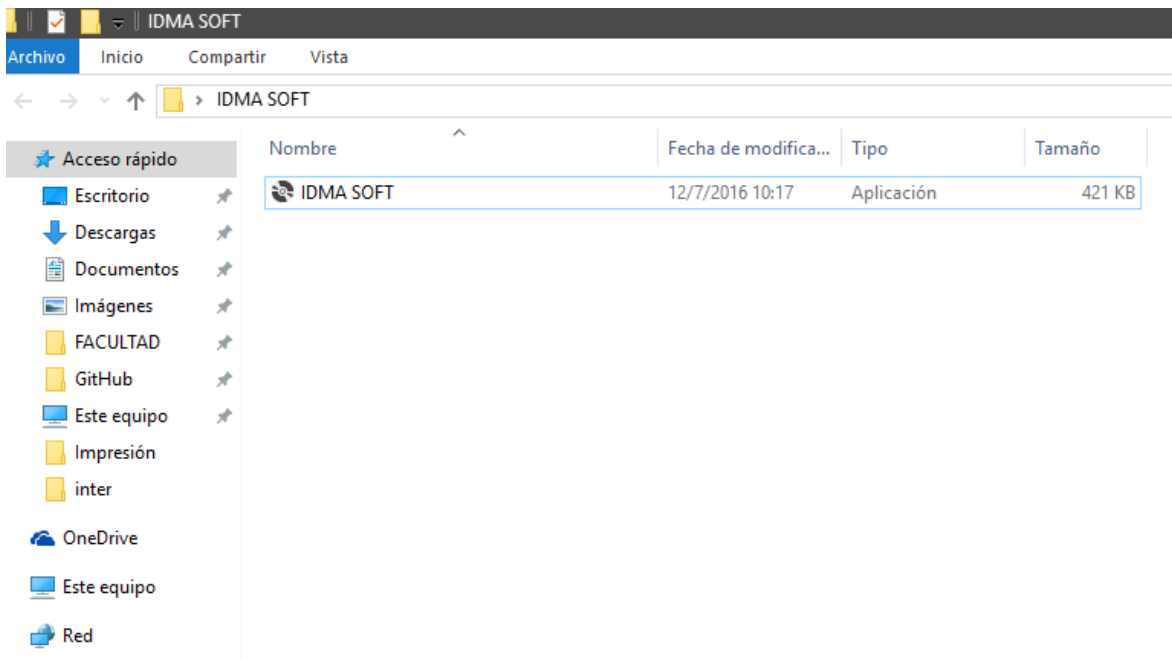 IDMA SOFT
Archivo Inicio Compartir Vista
IDMA SOFT
Nombre Fecha de modifica... Tipo Tamaño
IDMA SOFT 12/7/2016 10:17 Aplicación 421 KB
Acceso rápido
Escritorio
Descargas
Documentos
Imágenes
FACULTAD
GitHub
Este equipo
Impresión
inter
OneDrive
Este equipo
Red